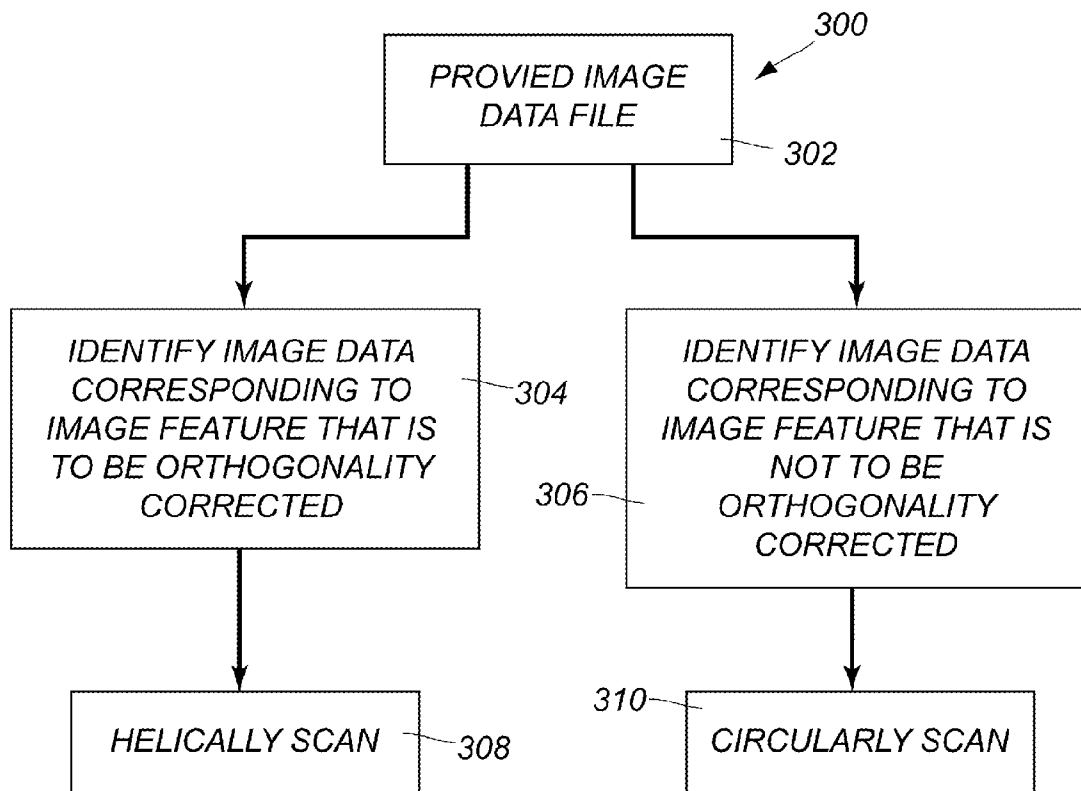 300
PROVIED IMAGE
DATA FILE
302
IDENTIFY IMAGE DATA
CORRESPONDING TO
IMAGE FEATURE THAT IS
TO BE ORTHOGONALITY
CORRECTED
304
IDENTIFY IMAGE DATA
CORRESPONDING TO
IMAGE FEATURE THAT IS
NOT TO BE
ORTHOGONALITY
CORRECTED
306
HELICALLY SCAN
308
310
CIRCULARLY SCAN